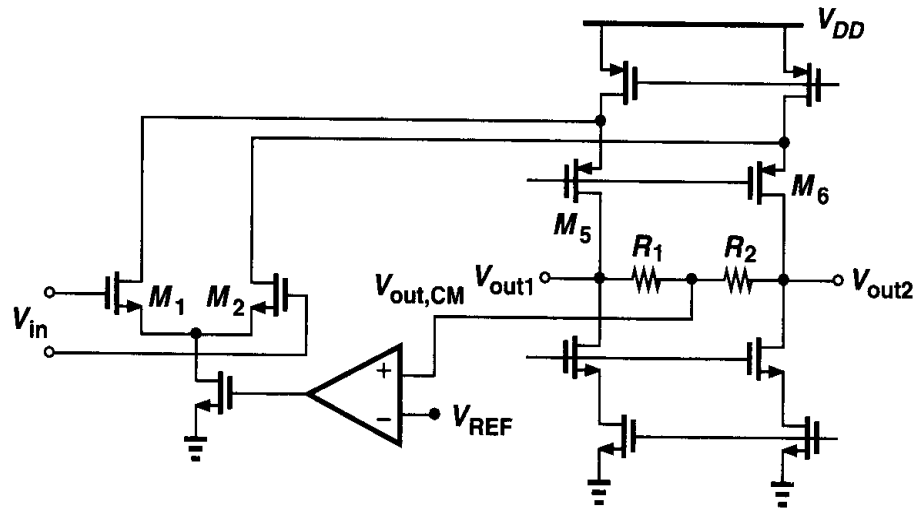 V_DD
M_6
M_5
R_1 R_2
V_out,CM V_out1 V_out2
M_1 M_2
V_in
+
−
V_REF